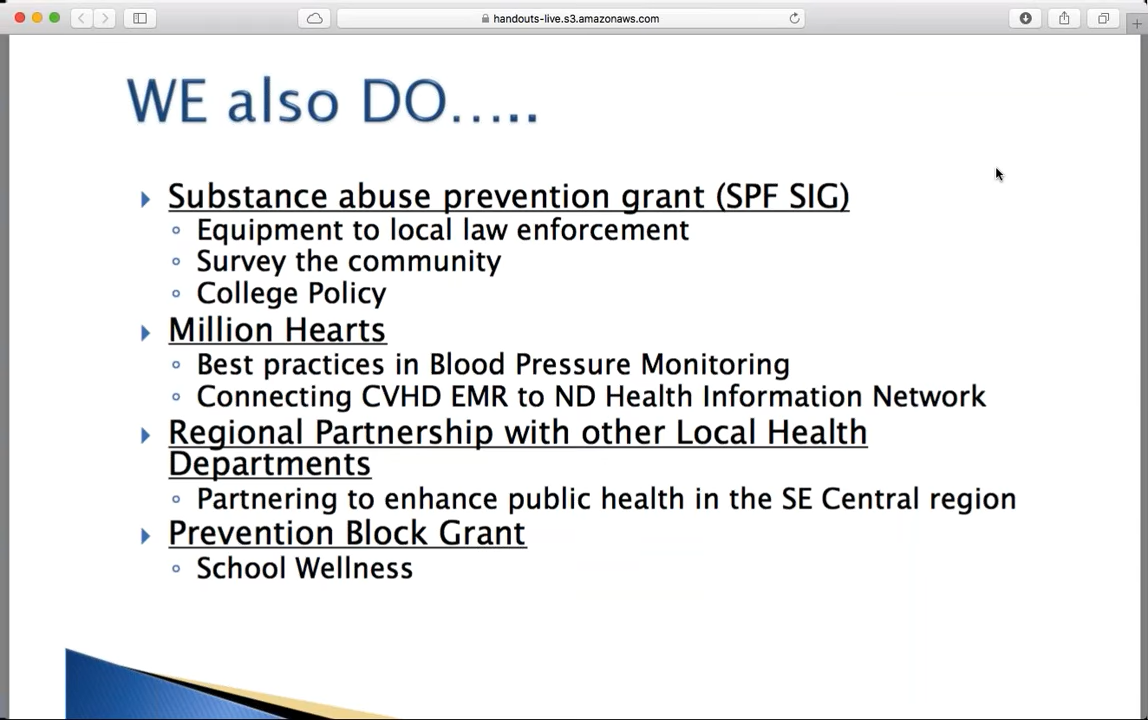 handouts-live.s3.amazonaws.com
WE also DO.....
Substance abuse prevention grant (SPF SIG)
Equipment to local law enforcement
Survey the community
College Policy
Million Hearts
Best practices in Blood Pressure Monitoring
Connecting CVHD EMR to ND Health Information Network
Regional Partnership with other Local Health
Departments
Partnering to enhance public health in the SE Central region
Prevention Block Grant
School Wellness